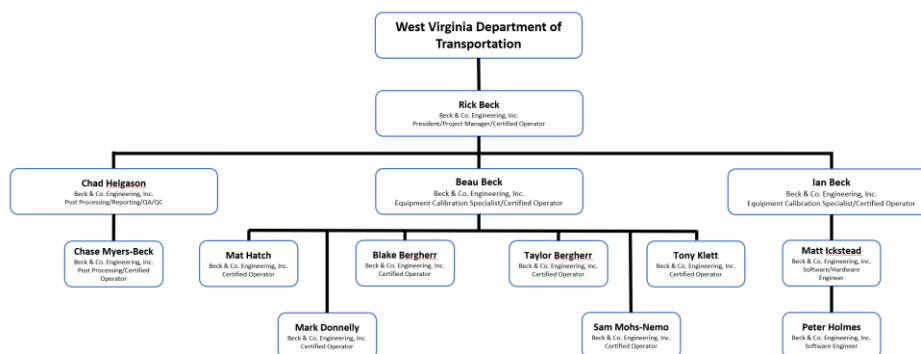 West Virginia Department of
Transportation
Rick Beck
Beck & Co. Engineering, Inc.
President/Project Manager/Certified Operator
Chad Helgason
Beck & Co. Engineering, Inc.
Post Processing/Reporting/QA/QC
Beau Beck
Beck & Co. Engineering, Inc.
Equipment Calibration Specialist/Certified Operator
Ian Beck
Beck & Co. Engineering, Inc.
Equipment Calibration Specialist/Certified Operator
Chase Myers-Beck
Beck & Co. Engineering, Inc.
Post Processing/Certified
Operator
Mat Hatch
Beck & Co. Engineering, Inc.
Certified Operator
Blake Bergherr
Beck & Co. Engineering, Inc.
Certified Operator
Taylor Bergherr
Beck & Co. Engineering, Inc.
Certified Operator
Tony Klett
Beck & Co. Engineering, Inc.
Certified Operator
Matt Ickstead
Beck & Co. Engineering, Inc.
Software/Hardware
Engineer
Mark Donnelly
Beck & Co. Engineering, Inc.
Certified Operator
Sam Mohs-Nemo
Beck & Co. Engineering, Inc.
Certified Operator
Peter Holmes
Beck & Co. Engineering, Inc.
Software Engineer